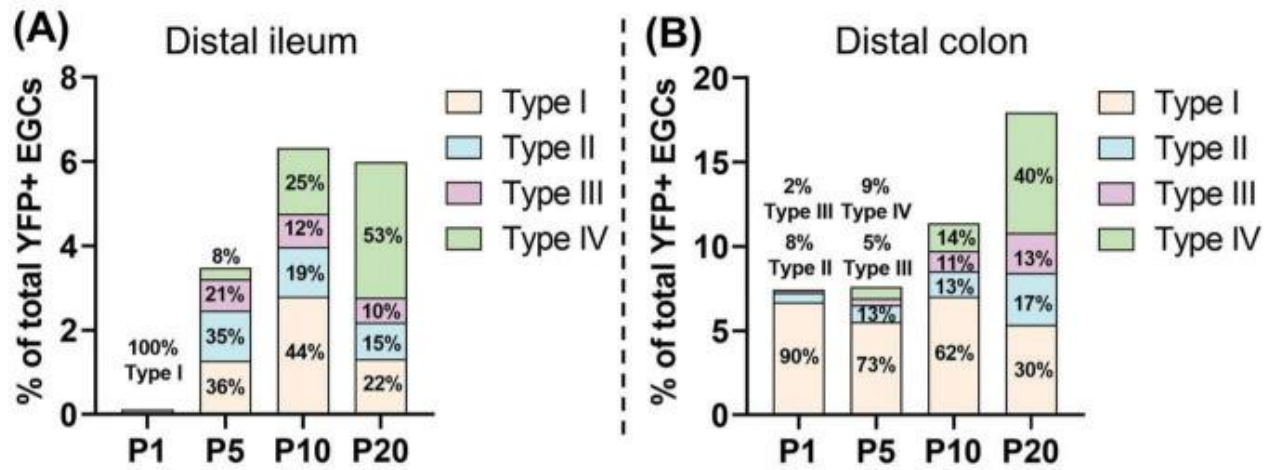 (A) Distal ileum
% of total YFP+ EGCs
8
6
4
2
0
100%
Type I
8%
21%
35%
36%
25%
12%
19%
44%
53%
10%
15%
22%
P1 P5 P10 P20
Type I
Type II
Type III
Type IV
(B) Distal colon
% of total YFP+ EGCs
20
15
10
5
0
2%
Type III
8%
Type II
90%
9%
Type IV
5%
Type III
13%
73%
14%
11%
13%
62%
40%
13%
17%
30%
P1 P5 P10 P20
Type I
Type II
Type III
Type IV